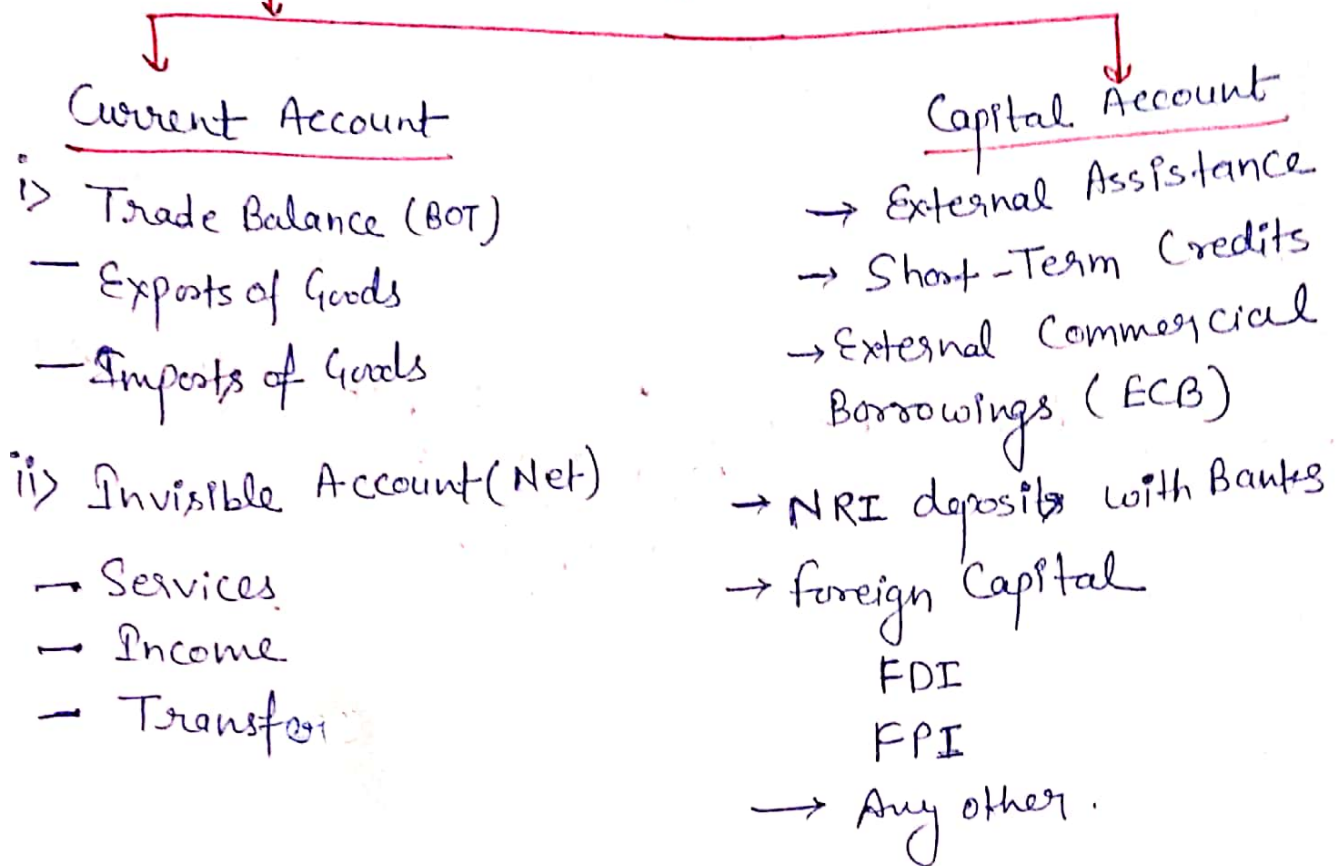 Current Account
i> Trade Balance (BOT)
- Exports of Goods
- Imports of Goods
ii> Invisible Account (Net)
- Services
- Income
- Transfer
Capital Account
→ External Assistance
→ Short-Term Credits
→ External Commercial
Borrowings (ECB)
→ NRI deposits with Banks
→ foreign Capital
FDI
FPI
→ Any other.